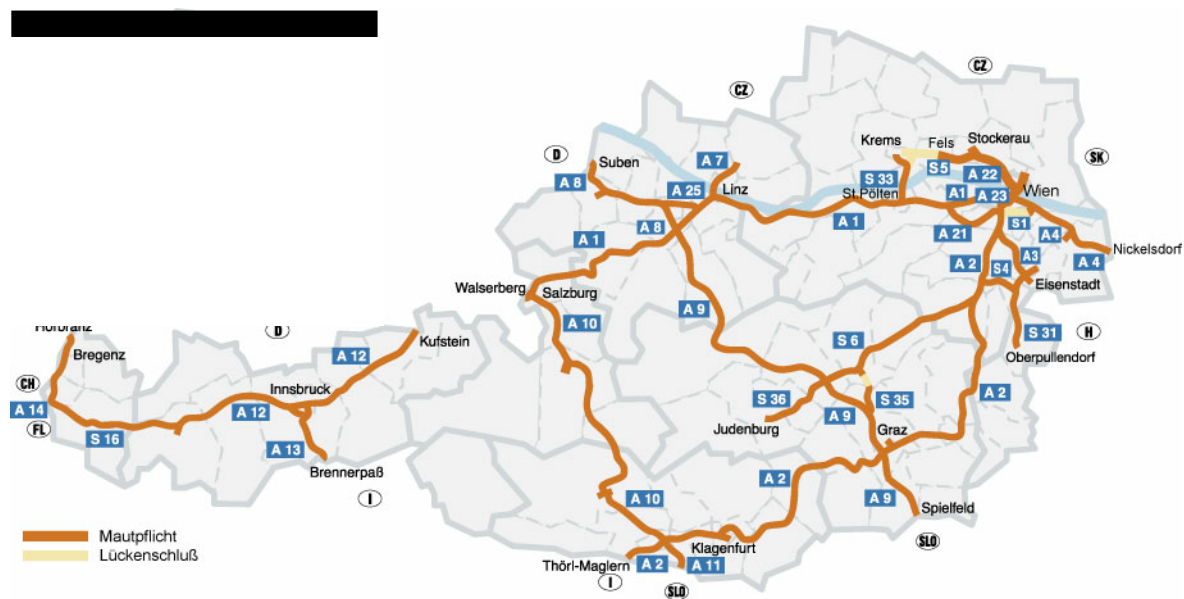 CZ
CZ
Krems
Fels
Stockerau
D
Suben
A 7
SK
A 8
S 33
S5
A 22
A 25
Linz
St.Pölten
A1
A 23
Wien
A 8
A 1
A 21
S1
A4
A 1
Nickelsdorf
A 2
S4
A3
A 4
Eisenstadt
Walserberg
Salzburg
A 10
A 9
Hörbranz
D
Kufstein
S 6
H
S 31
Bregenz
A 12
Oberpullendorf
CH
Innsbruck
A 14
A 12
S 36
S 35
A 2
FL
S 16
Judenburg
A 9
Graz
A 13
Brennerpaß
A 2
I
A 10
A 9
Spielfeld
Mautpflicht
Lückenschluß
Klagenfurt
SLO
Thörl-Maglern
A 2
A 11
I
SLO